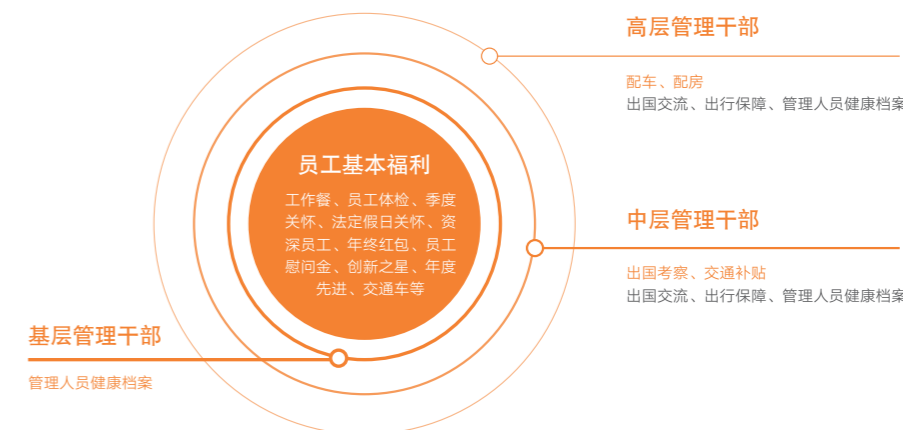 高层管理干部
配车、配房
出国交流、出行保障、管理人员健康档案
员工基本福利
工作餐、员工体检、季度
关怀、法定假日关怀、资
深员工、年终红包、员工
慰问金、创新之星、年度
先进、交通车等
中层管理干部
出国考察、交通补贴
出国交流、出行保障、管理人员健康档案
基层管理干部
管理人员健康档案